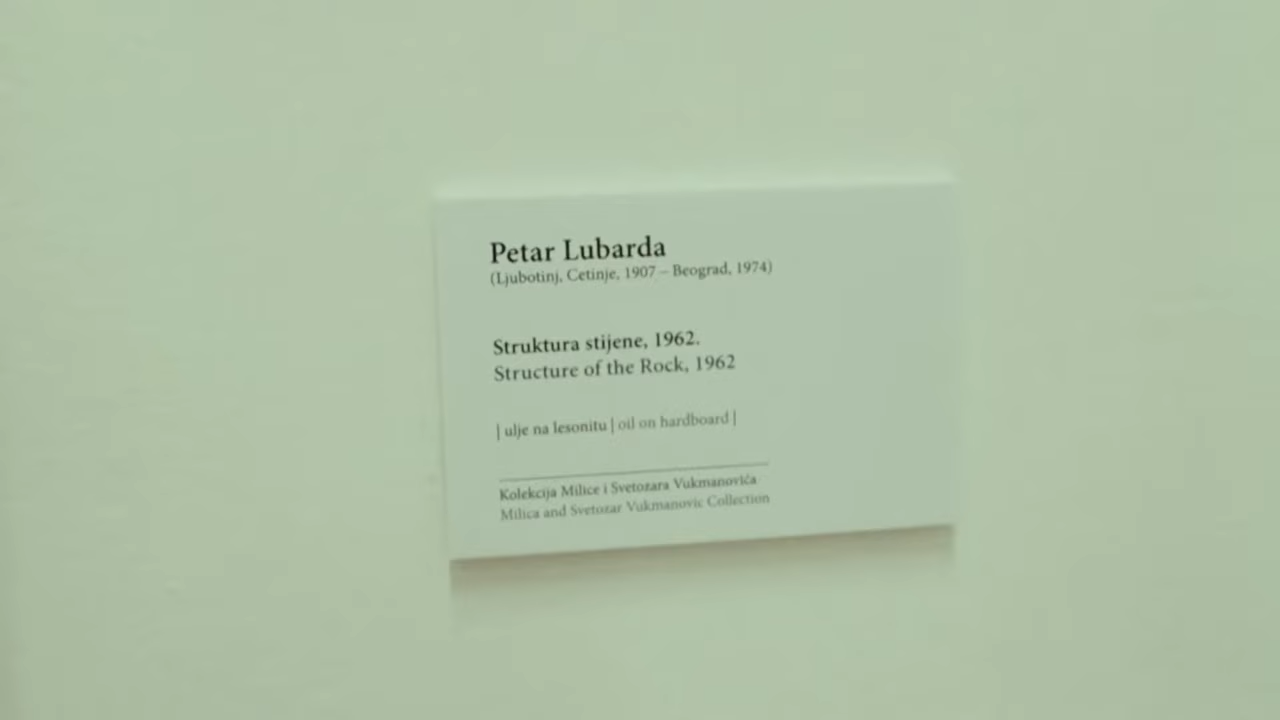 Petar Lubarda
(Ljubotinj, Cetinje, 1907 – Beograd, 1974)
Struktura stijene, 1962.
Structure of the Rock, 1962
| ulje na lesonitu | oil on hardboard |
Kolekcija Milice i Svetozara Vukmanovića
Milica and Svetozar Vukmanovic Collection